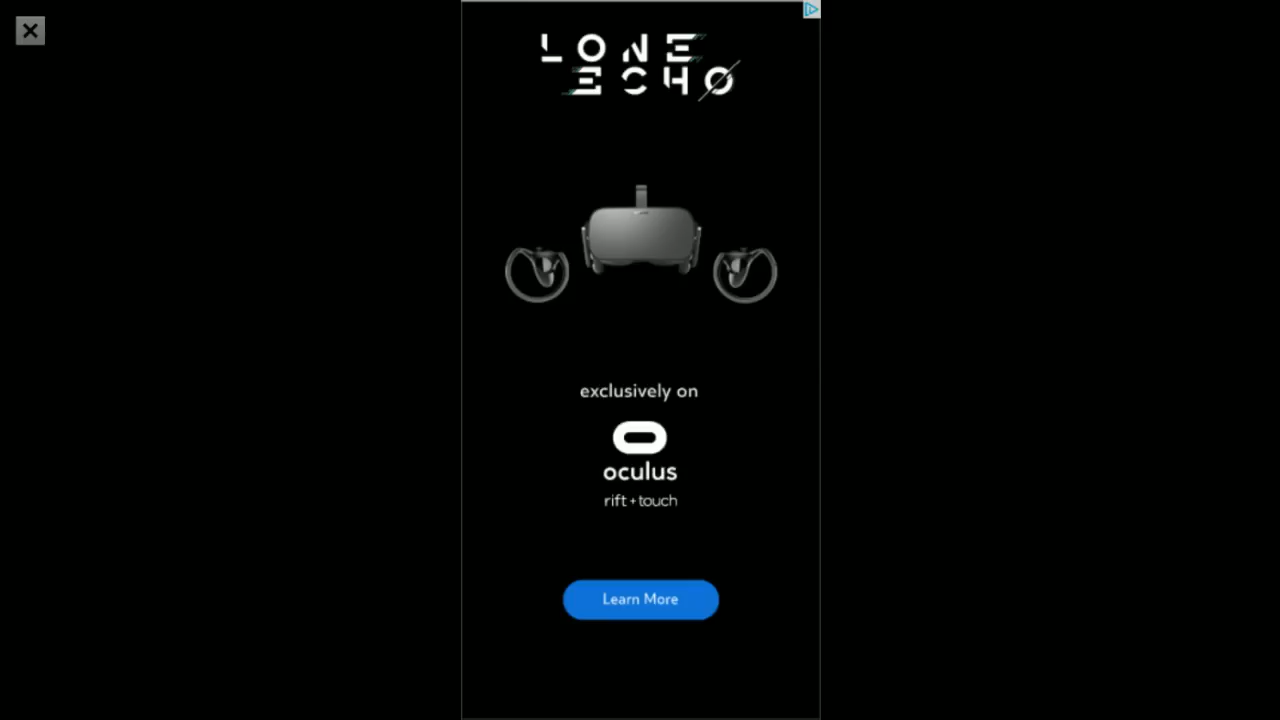 LONE
ECHO
exclusively on
oculus
rift + touch
Learn More